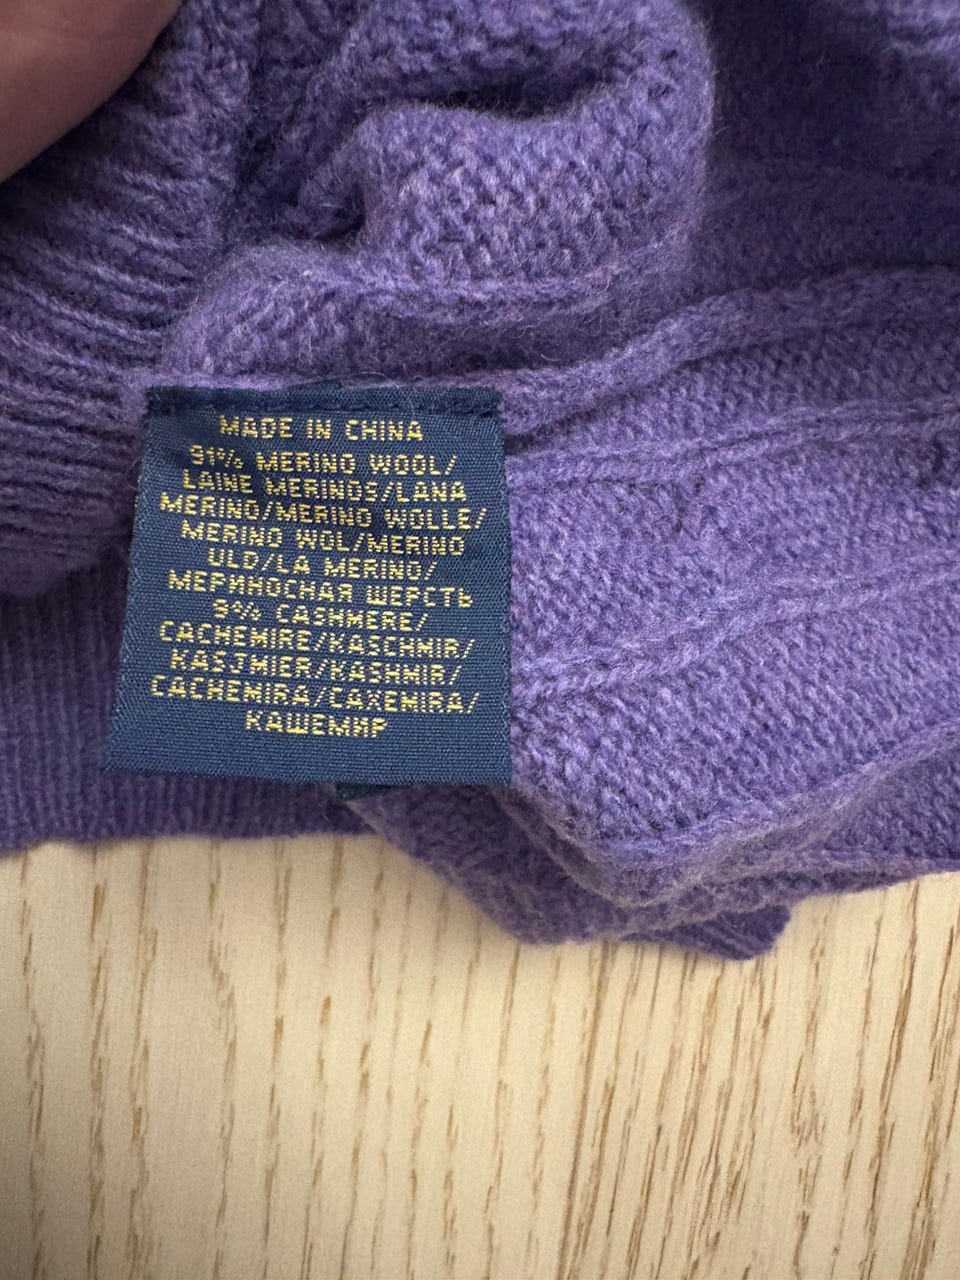 MADE IN CHINA
91% MERINO WOOL/
LAINE MERINOS/LANA
MERINO/MERINO WOLLE/
MERINO WOL/MERINO
ULD/LA MERINO/
МЕРИНОСНАЯ ШЕРСТЬ
9% CASHMERE/
CACHEMIRE/KASCHMIR/
KASJMIER/KASHMIR/
CACHEMIRA/CAXEMIRA/
КАШЕМИР